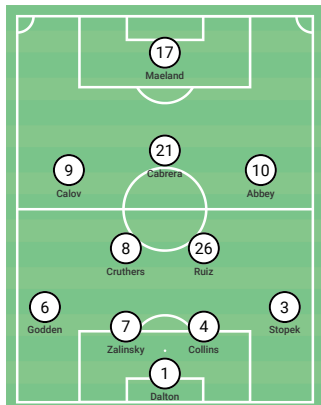 17
Maeland
21
Cabrera
9
Calov
10
Abbey
8
Cruthers
26
Ruiz
6
Godden
3
Stopek
7
Zalinsky
4
Collins
1
Dalton